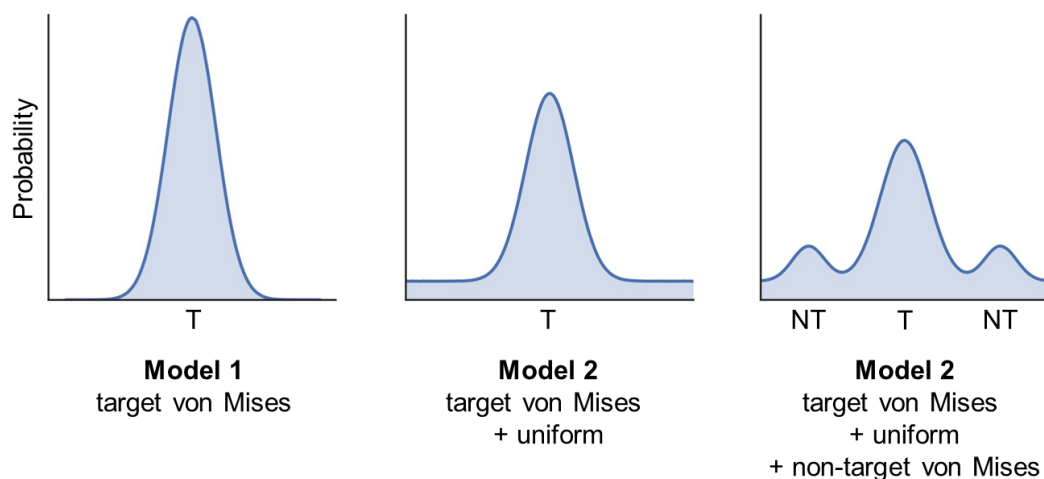 Probability
T
T
NT T NT
Model 1
target von Mises
Model 2
target von Mises
+ uniform
Model 2
target von Mises
+ uniform
+ non-target von Mises